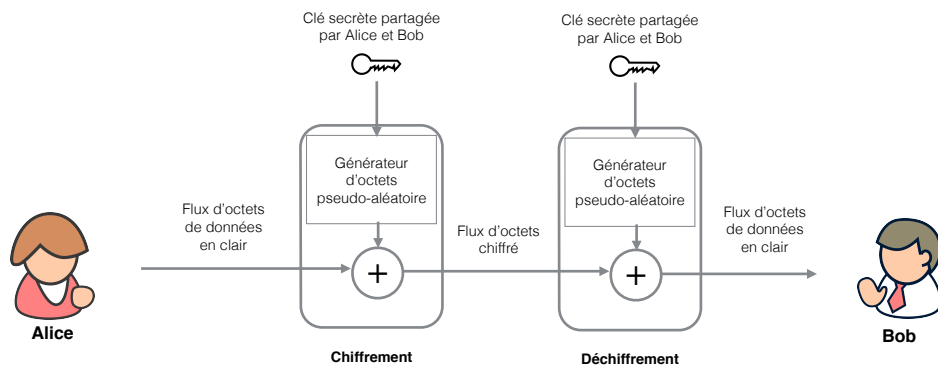 Clé secrète partagée
par Alice et Bob
Clé secrète partagée
par Alice et Bob
Générateur
d'octets
pseudo-aléatoire
Générateur
d'octets
pseudo-aléatoire
Flux d'octets
de données
en clair
Flux d'octets
chiffré
Flux d'octets
de données
en clair
+
+
Alice
Bob
Chiffrement
Déchiffrement